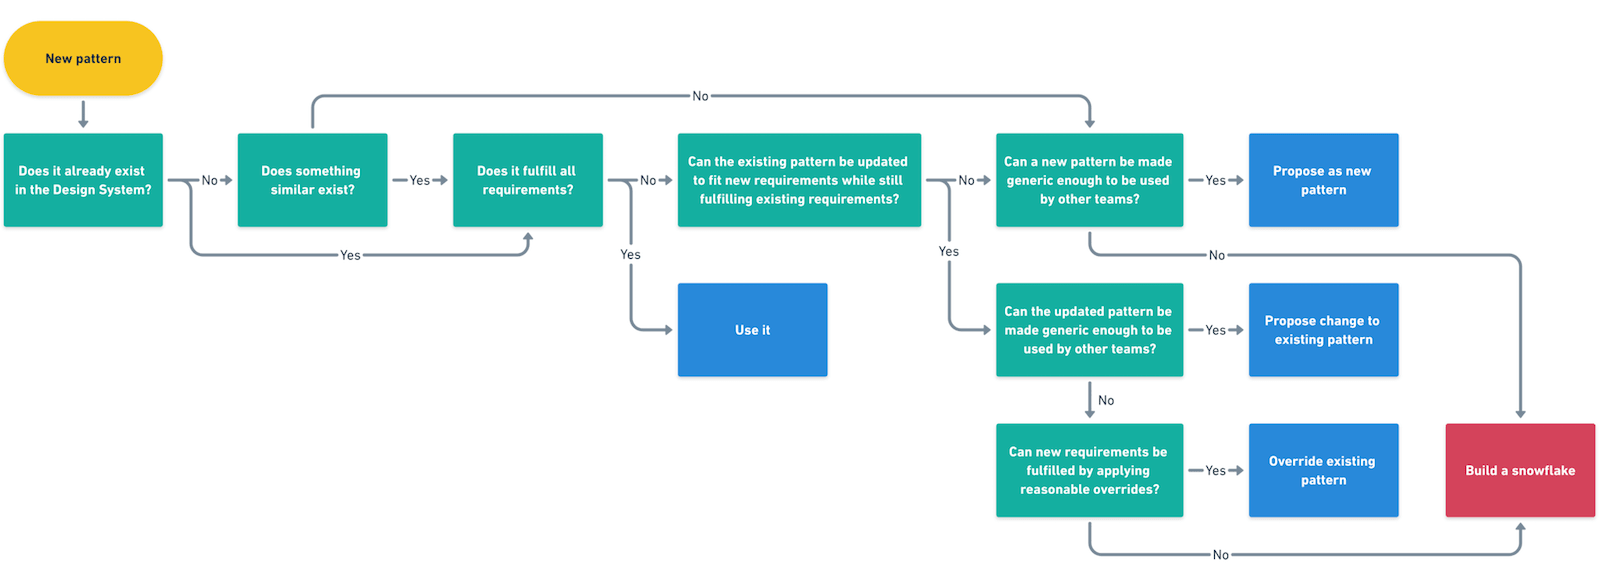 New pattern
No
Does it already exist
in the Design System?
No
Does something
similar exist?
Yes
Does it fulfill all
requirements?
No
Can the existing pattern be updated
to fit new requirements while still
fulfilling existing requirements?
No
Can a new pattern be made
generic enough to be used
by other teams?
Yes
Propose as new
pattern
Yes
Yes
Yes
No
Use it
Can the updated pattern be
made generic enough to be
used by other teams?
Yes
Propose change to
existing pattern
No
Can new requirements be
fulfilled by applying
reasonable overrides?
Yes
Override existing
pattern
Build a snowflake
No